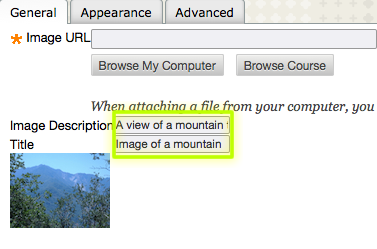 General Appearance Advanced
* Image URL
Browse My Computer Browse Course
When attaching a file from your computer, you
Image Description A view of a mountain
Title Image of a mountain